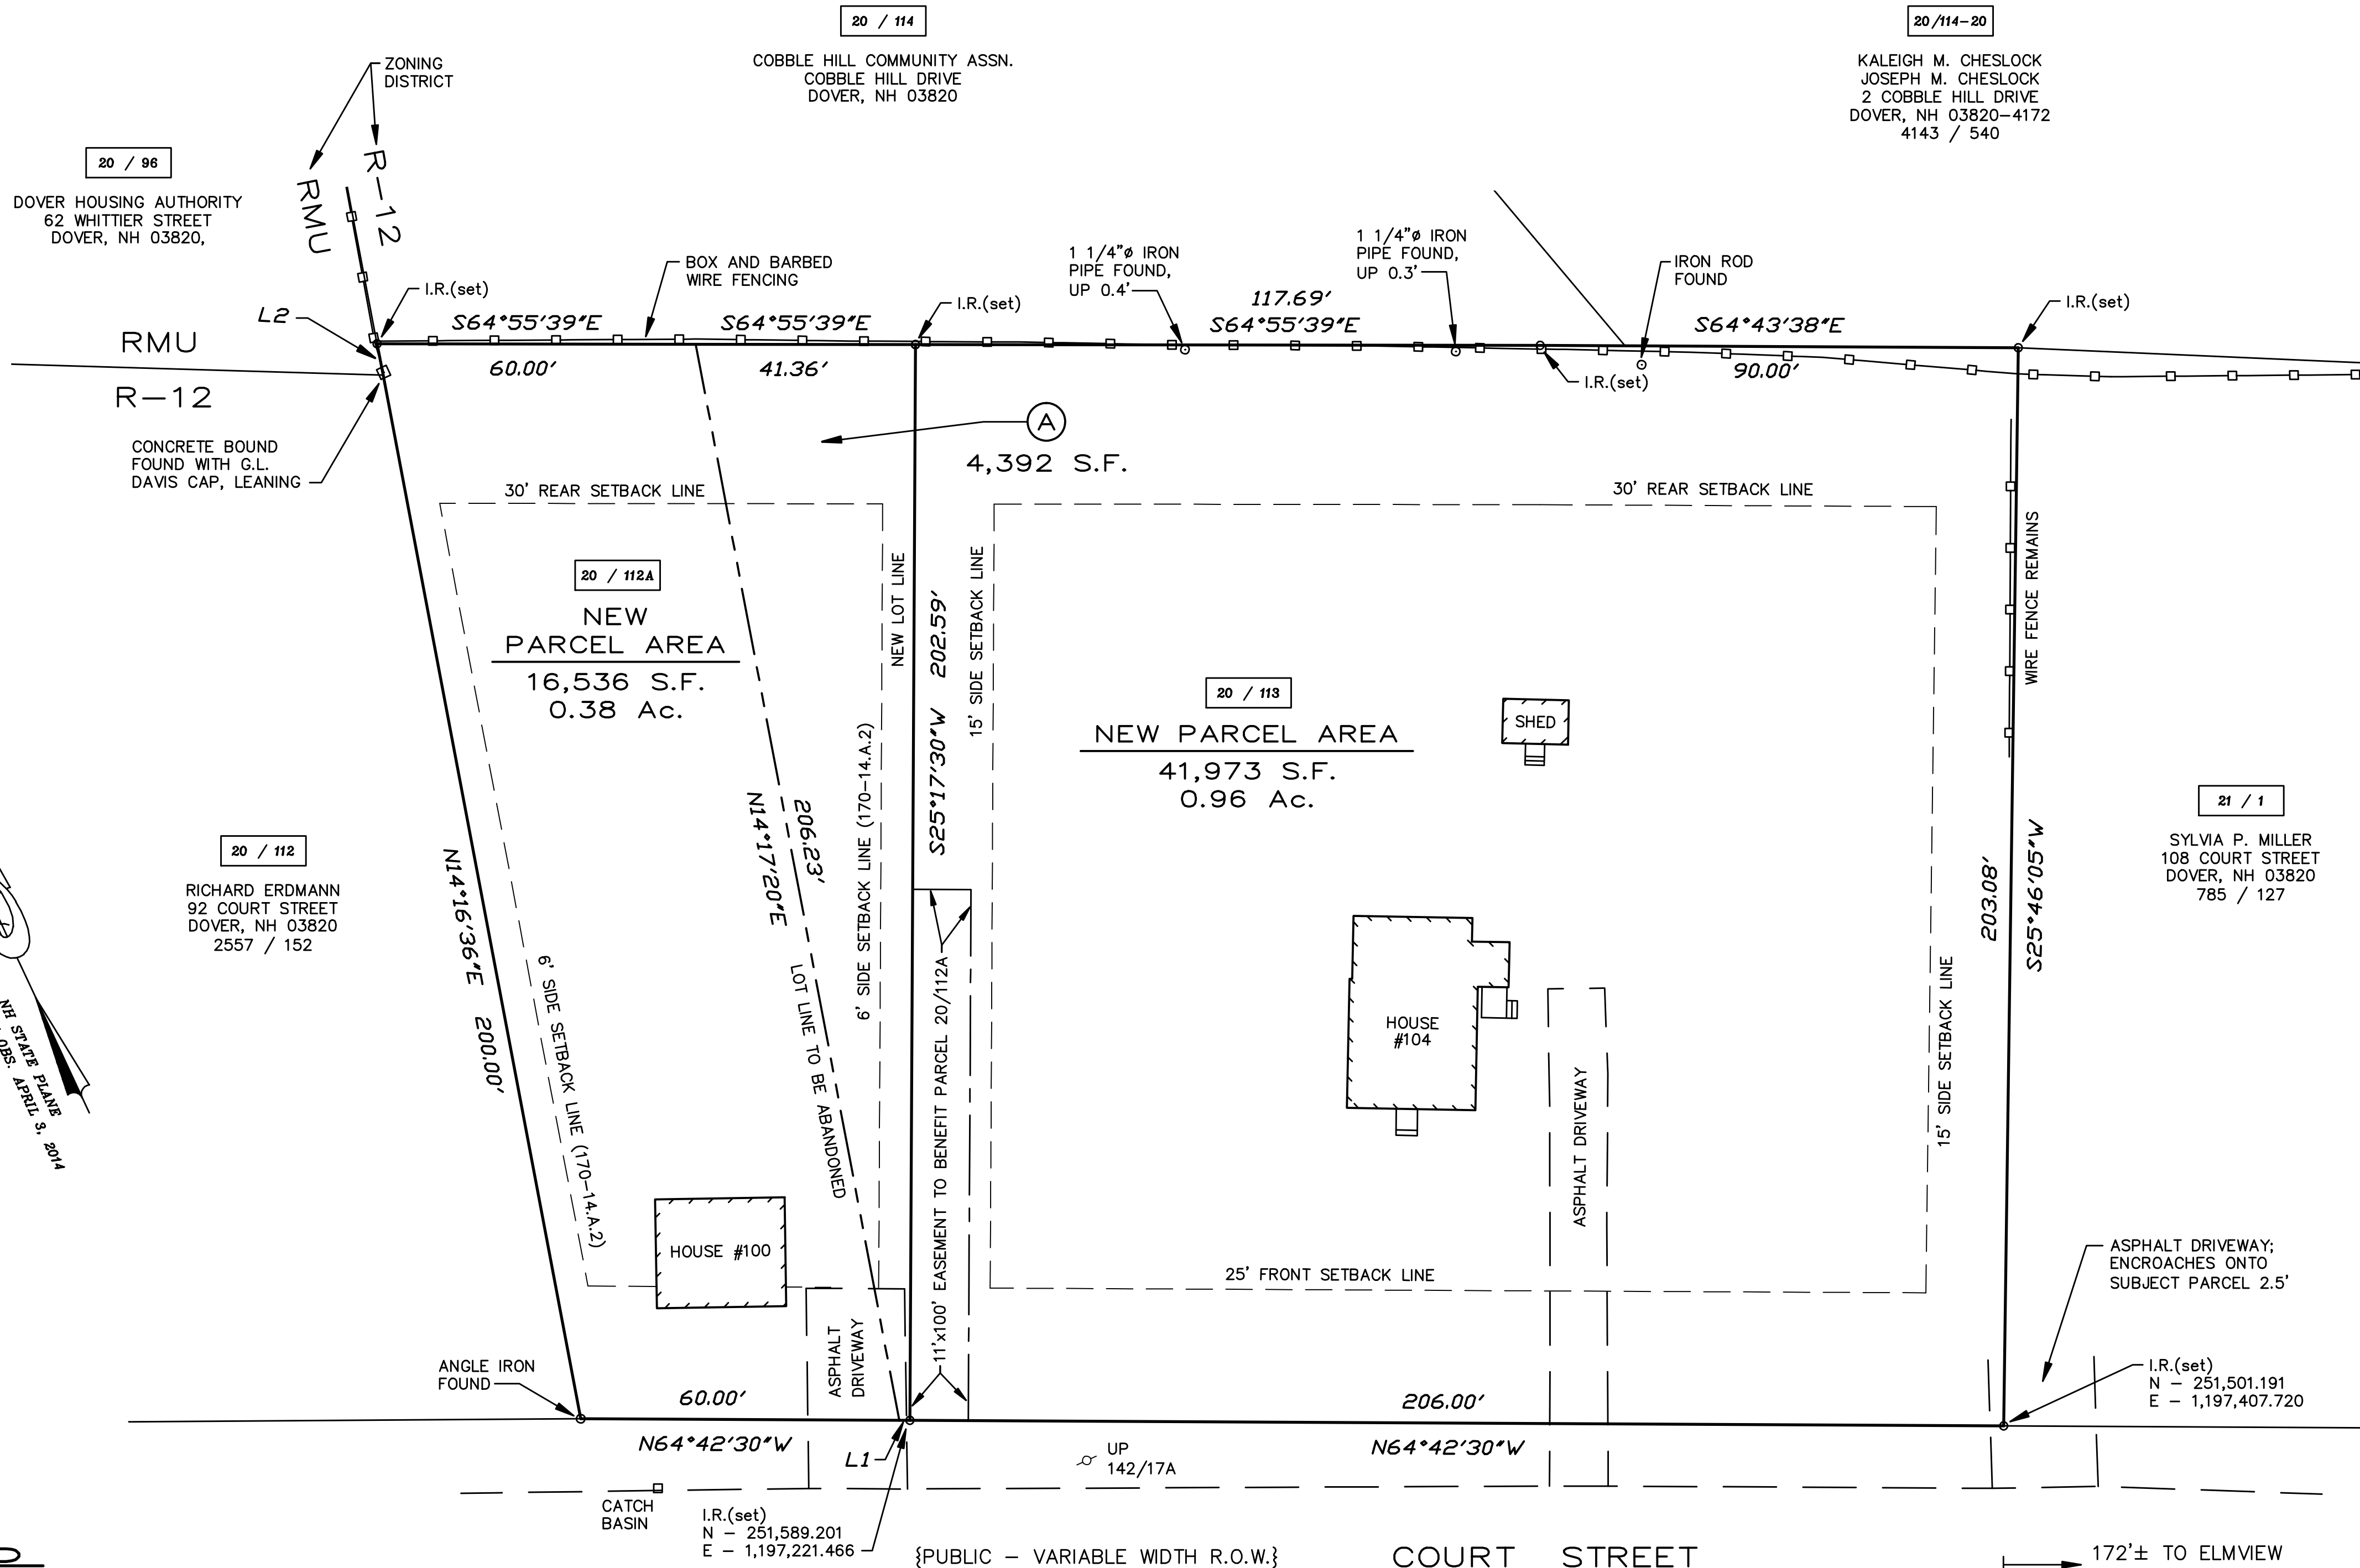 20 / 114
COBBLE HILL COMMUNITY ASSN.
COBBLE HILL DRIVE
DOVER, NH 03820
20/114-20
KALEIGH M. CHESLOCK
JOSEPH M. CHESLOCK
2 COBBLE HILL DRIVE
DOVER, NH 03820-4172
4143 / 540
ZONING
DISTRICT
20 / 96
DOVER HOUSING AUTHORITY
62 WHITTIER STREET
DOVER, NH 03820,
RMU
R-12
I.R.(set)
BOX AND BARBED
WIRE FENCING
I.R.(set)
1 1/4"ø IRON
PIPE FOUND,
UP 0.4'
1 1/4"ø IRON
PIPE FOUND,
UP 0.3'
IRON ROD
FOUND
I.R.(set)
L2
S64°55'39"E
S64°55'39"E
117.69'
S64°55'39"E
S64°43'38"E
60.00'
41.36'
I.R.(set)
90.00'
RMU
R-12
CONCRETE BOUND
FOUND WITH G.L.
DAVIS CAP, LEANING
A
4,392 S.F.
30' REAR SETBACK LINE
30' REAR SETBACK LINE
20 / 112A
NEW
PARCEL AREA
16,536 S.F.
0.38 Ac.
NEW LOT LINE
S25°17'30"W 202.59'
15' SIDE SETBACK LINE
20 / 113
NEW PARCEL AREA
41,973 S.F.
0.96 Ac.
SHED
WIRE FENCE REMAINS
20 / 112
RICHARD ERDMANN
92 COURT STREET
DOVER, NH 03820
2557 / 152
N14°16'36"E 200.00'
6' SIDE SETBACK LINE (170-14.A.2)
206.23'
N14°17'20"E
LOT LINE TO BE ABANDONED
6' SIDE SETBACK LINE (170-14.A.2)
11'x100' EASEMENT TO BENEFIT PARCEL 20/112A
HOUSE
#104
ASPHALT DRIVEWAY
15' SIDE SETBACK LINE
203.08'
S25°46'05"W
21 / 1
SYLVIA P. MILLER
108 COURT STREET
DOVER, NH 03820
785 / 127
NH STATE PLANE
OBS. APRIL 3, 2014
HOUSE #100
25' FRONT SETBACK LINE
ASPHALT DRIVEWAY;
ENCROACHES ONTO
SUBJECT PARCEL 2.5'
ASPHALT
DRIVEWAY
ANGLE IRON
FOUND
60.00'
206.00'
I.R.(set)
N - 251,501.191
E - 1,197,407.720
N64°42'30"W
L1
UP
142/17A
N64°42'30"W
CATCH
BASIN
I.R.(set)
N - 251,589.201
E - 1,197,221.466
{PUBLIC - VARIABLE WIDTH R.O.W.}
COURT STREET
172'± TO ELMVIEW